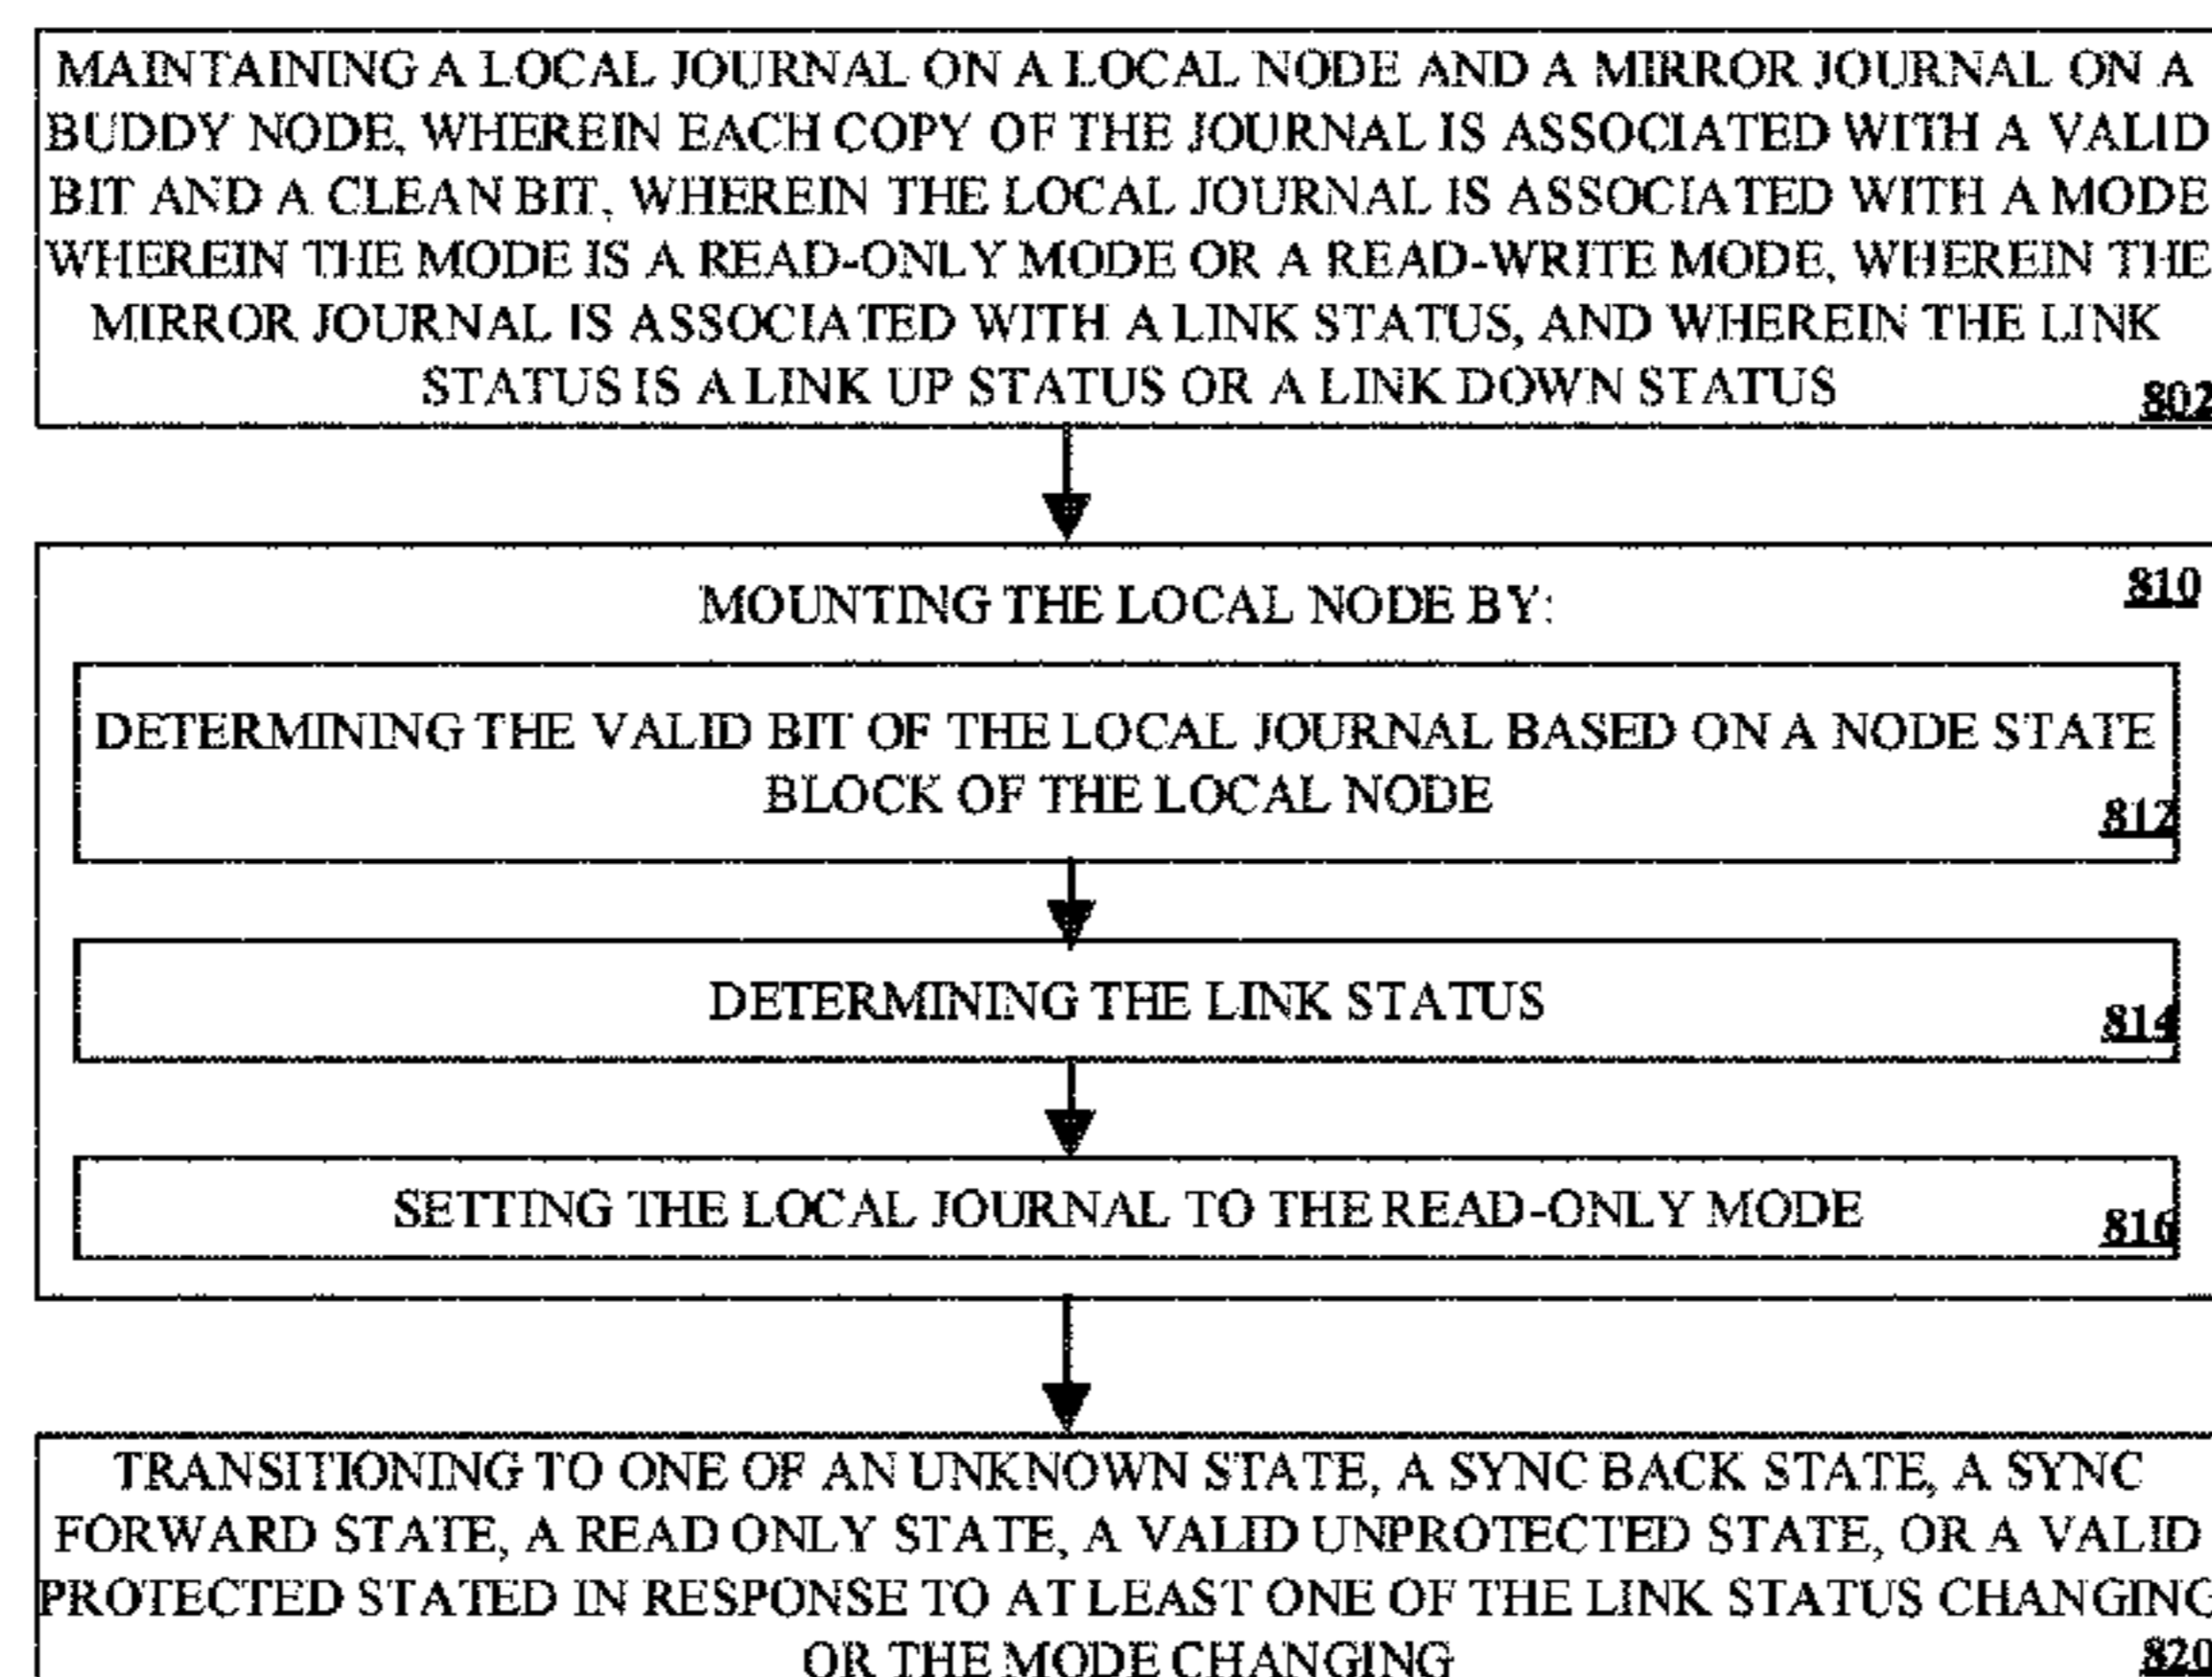 MAINTAINING A LOCAL JOURNAL ON A LOCAL NODE AND A MIRROR JOURNAL ON A
BUDDY NODE, WHEREIN EACH COPY OF THE JOURNAL IS ASSOCIATED WITH A VALID
BIT AND A CLEAN BIT, WHEREIN THE LOCAL JOURNAL IS ASSOCIATED WITH A MODE
WHEREIN THE MODE IS A READ-ONLY MODE OR A READ-WRITE MODE, WHEREIN THE
MIRROR JOURNAL IS ASSOCIATED WITH A LINK STATUS, AND WHEREIN THE LINK
STATUS IS A LINK UP STATUS OR A LINK DOWN STATUS
802
810
MOUNTING THE LOCAL NODE BY:
DETERMINING THE VALID BIT OF THE LOCAL JOURNAL BASED ON A NODE STATE
BLOCK OF THE LOCAL NODE
812
DETERMINING THE LINK STATUS
814
SETTING THE LOCAL JOURNAL TO THE READ-ONLY MODE
816
TRANSITIONING TO ONE OF AN UNKNOWN STATE, A SYNC BACK STATE, A SYNC
FORWARD STATE, A READ ONLY STATE, A VALID UNPROTECTED STATE, OR A VALID
PROTECTED STATED IN RESPONSE TO AT LEAST ONE OF THE LINK STATUS CHANGING
OR THE MODE CHANGING
820